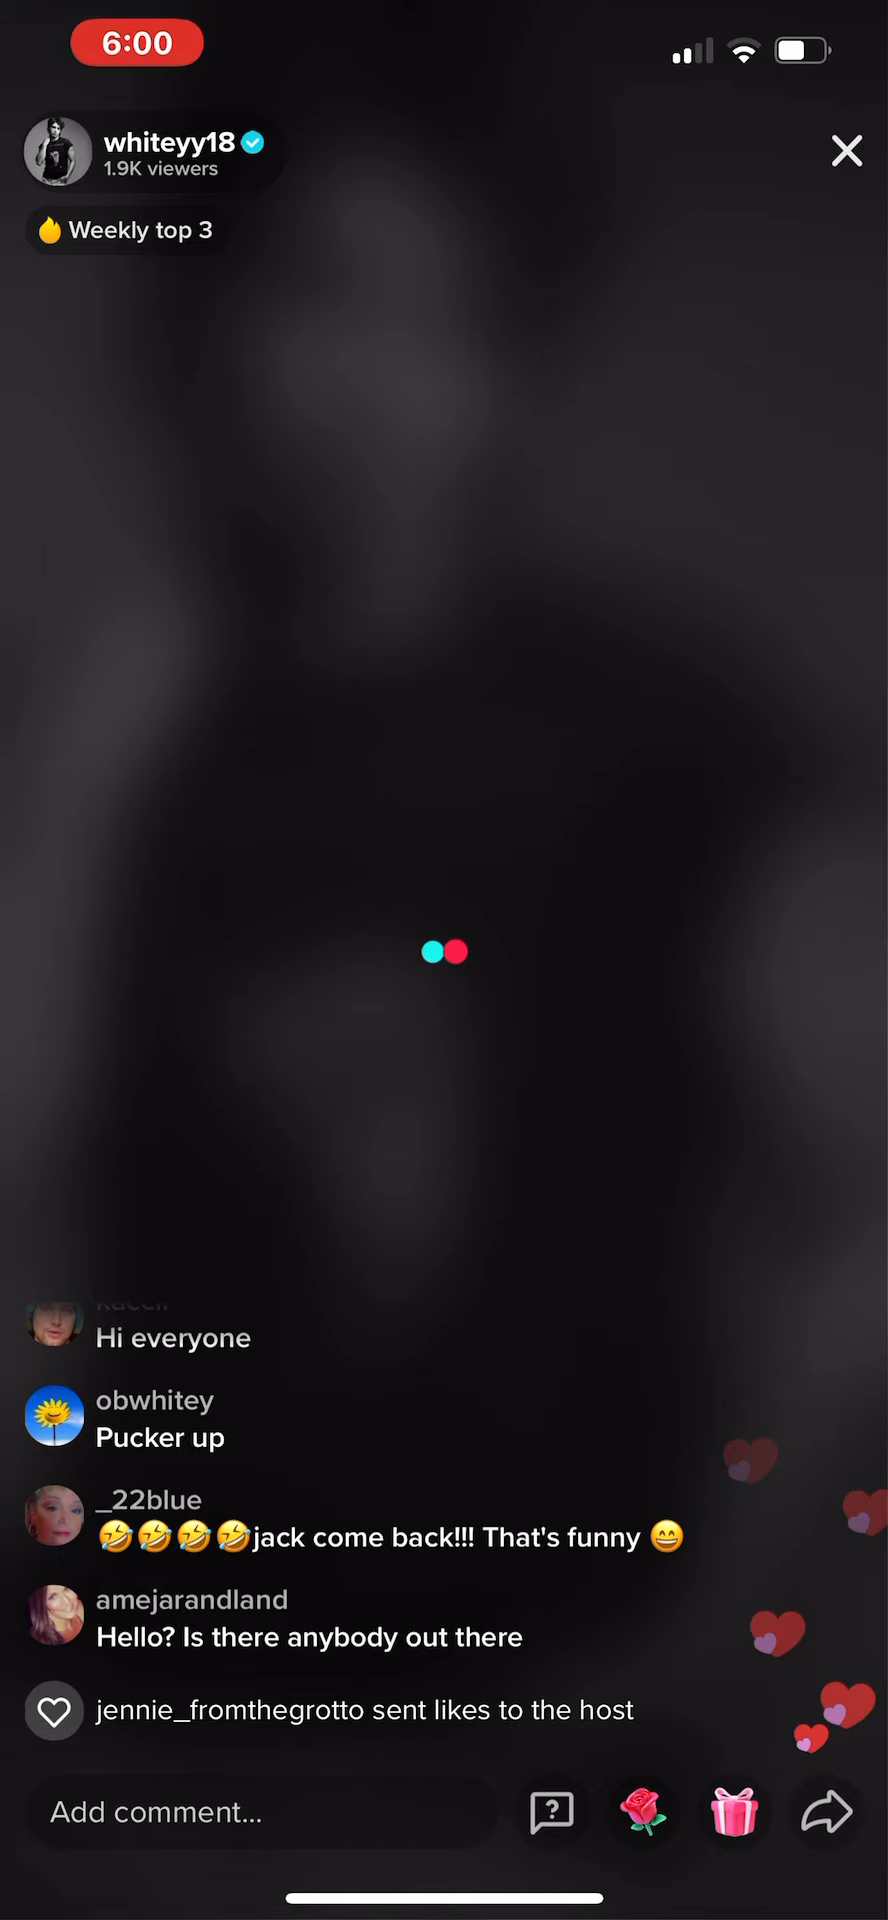 6:00
whiteyy18
1.9K viewers
Weekly top 3
Hi everyone
obwhitey
Pucker up
_22blue
🤣🤣🤣🤣jack come back!!! That's funny 😄
amejarandland
Hello? Is there anybody out there
jennie_fromthegrotto sent likes to the host
Add comment...